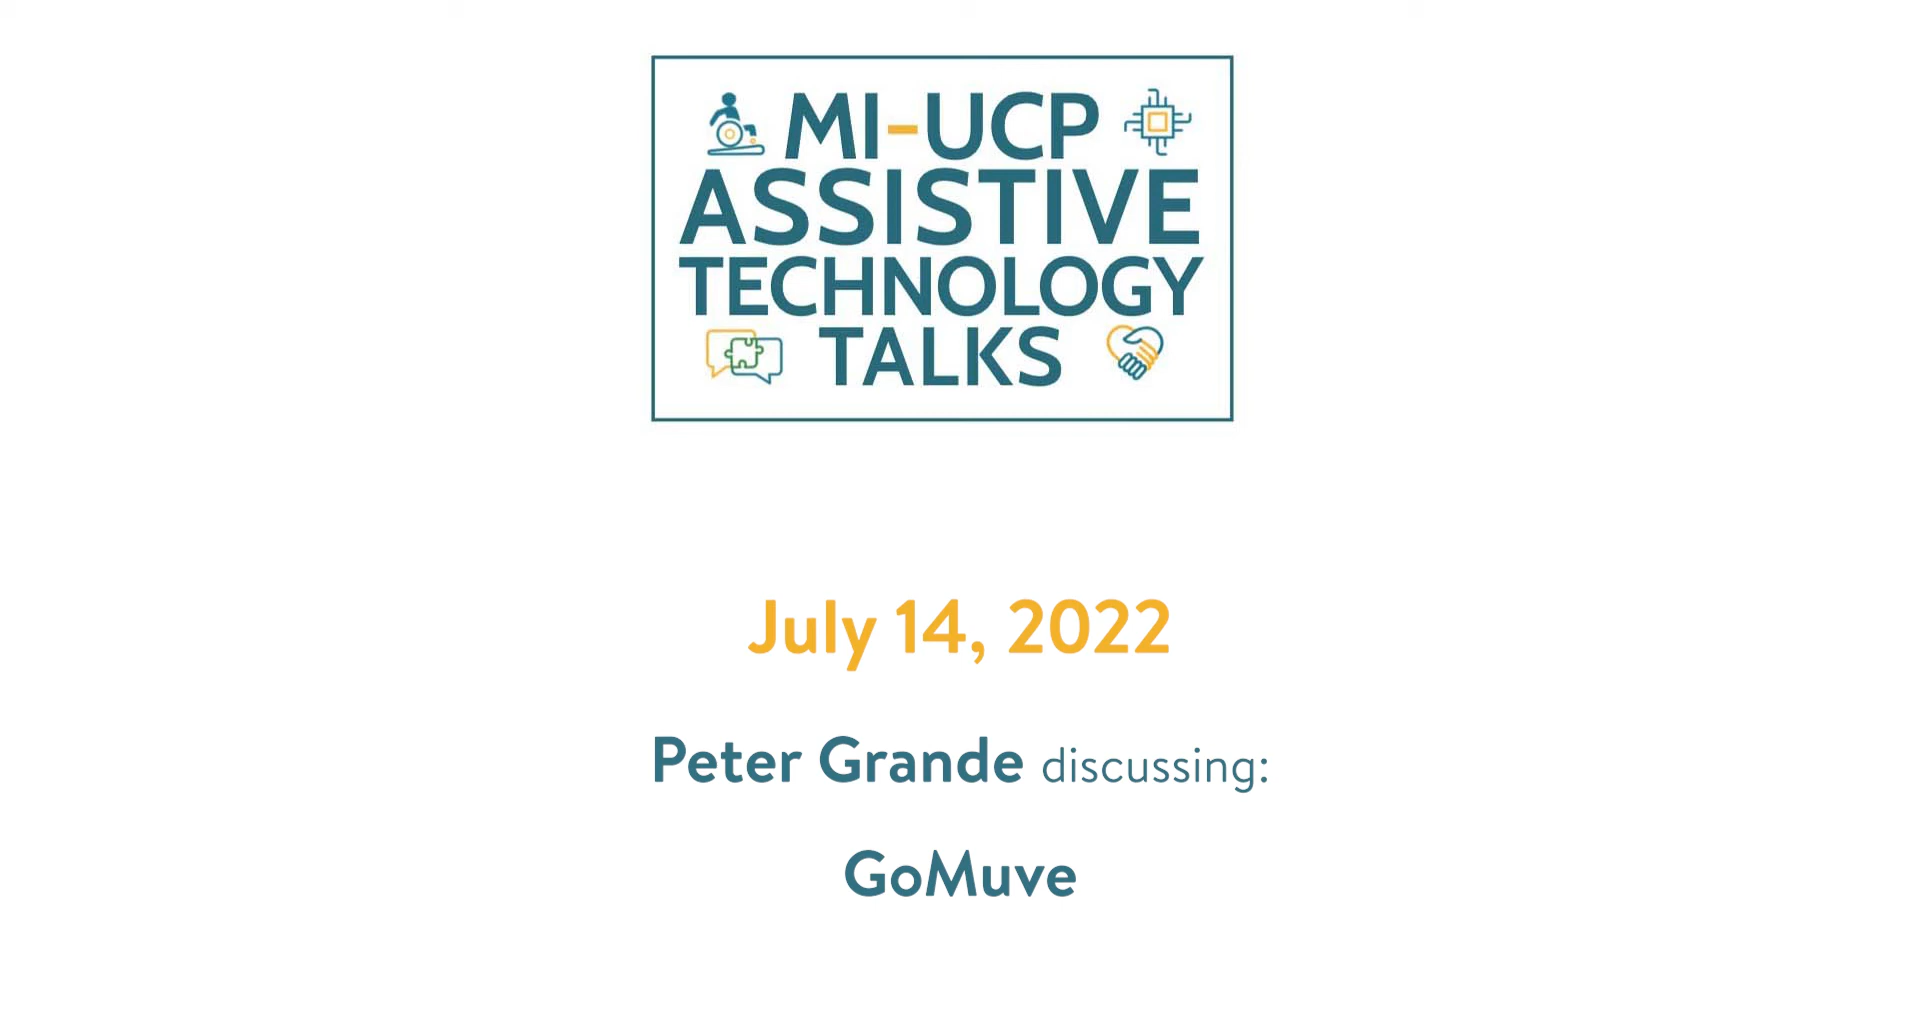 MI-UCP
ASSISTIVE
TECHNOLOGY
TALKS
July 14, 2022
Peter Grande discussing:
GoMuve